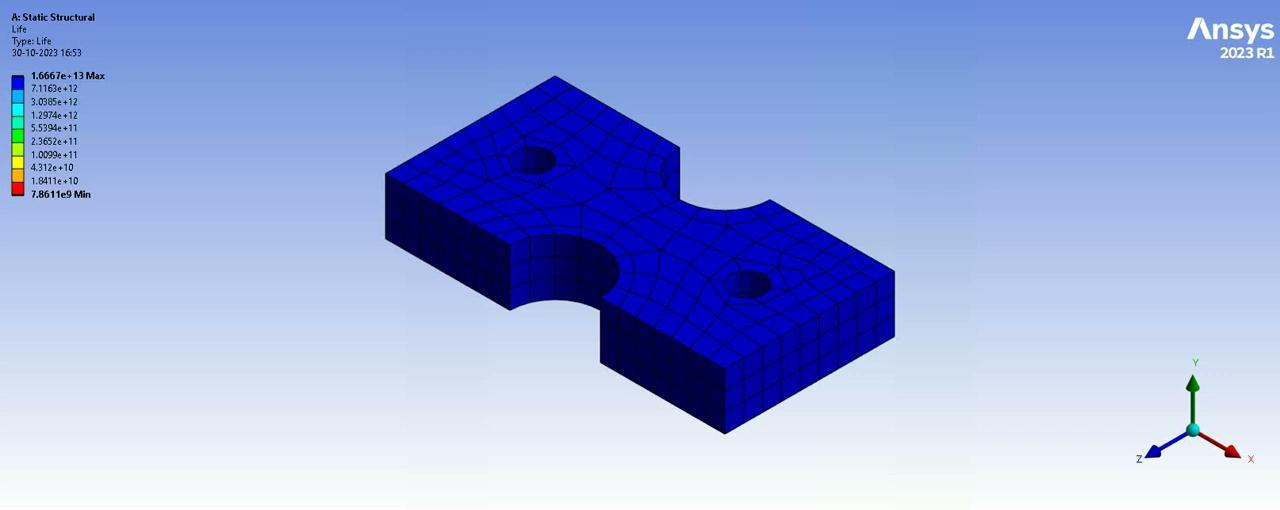 A: Static Structural
Life
Type: Life
30-10-2023 16:53
1.6667e+13 Max
7.1163e+12
3.0385e+12
1.2974e+12
5.5394e+11
2.3652e+11
1.0099e+11
4.312e+10
1.8411e+10
7.8611e9 Min
Ansys
2023 R1
Y
Z
X